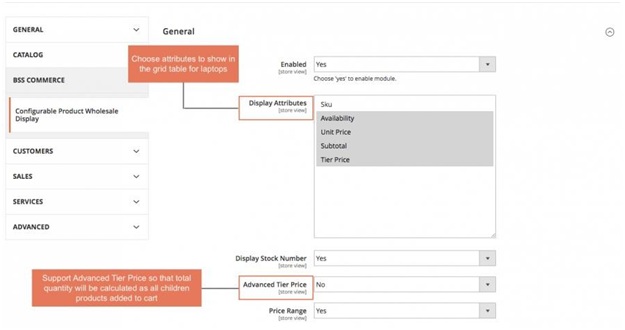 GENERAL
CATALOG
BSS COMMERCE
Configurable Product Wholesale
Display
CUSTOMERS
SALES
SERVICES
ADVANCED
General
Choose attributes to show in
the grid table for laptops
Enabled
[store view]
Yes
Choose 'yes' to enable module.
Display Attributes
[store view]
Sku
Availability
Unit Price
Subtotal
Tier Price
Display Stock Number
[store view]
Yes
Support Advanced Tier Price so that total
quantity will be calculated as all children
products added to cart
Advanced Tier Price
[store view]
No
Price Range
[store view]
Yes